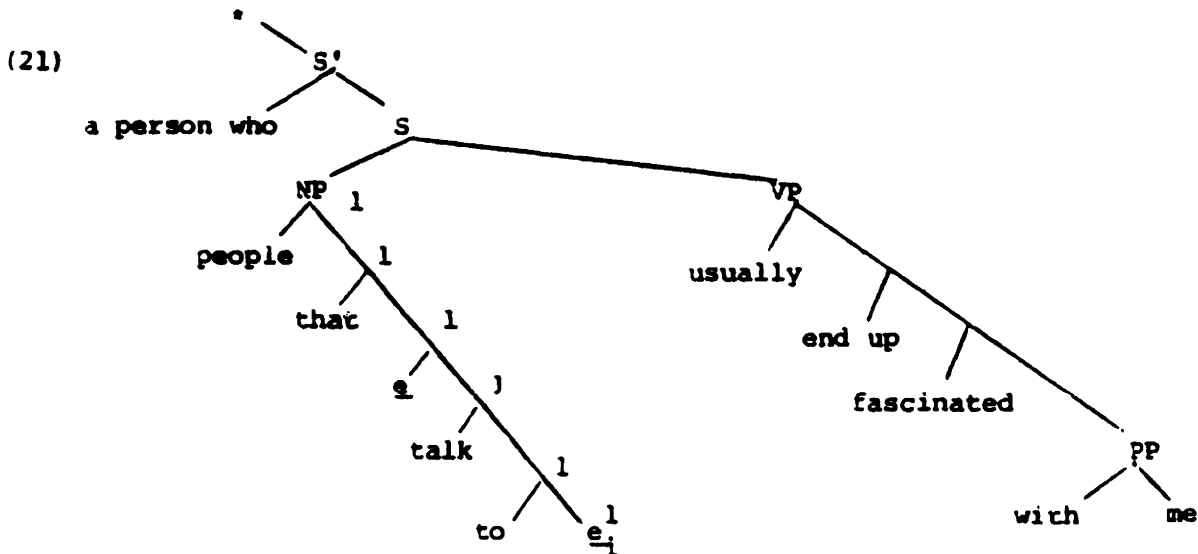 *
(21) S'
a person who S
NP 1 VP
people 1 usually
that 1 end up
e 1 fascinated
talk 1 PP
to e 1 i with me